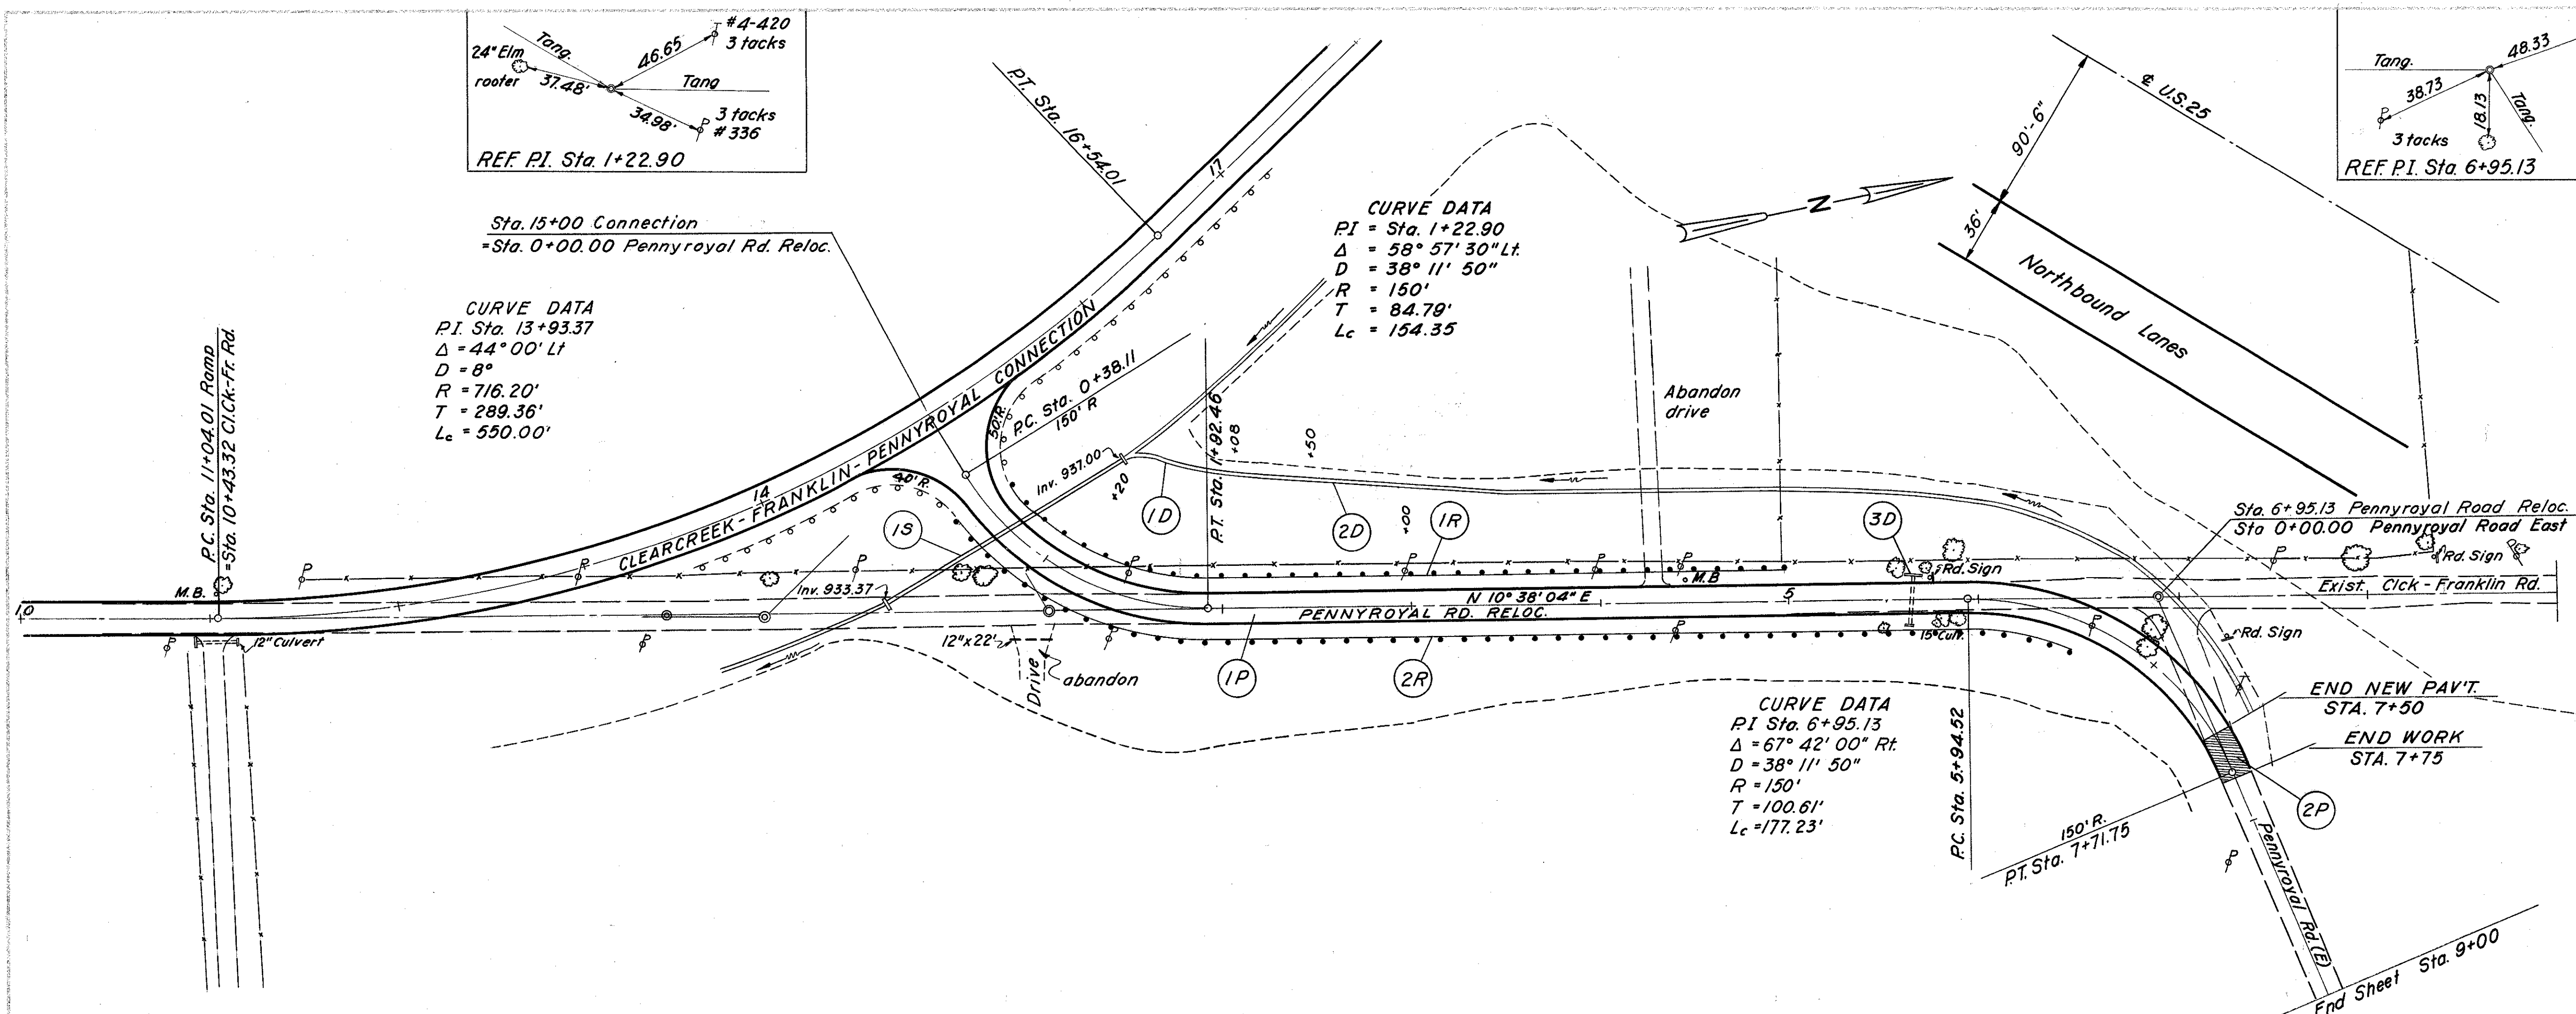 24" Elm
rooter
Tang.
37.48'
46.65
#4-420
3 tacks
Tang
34.98'
3 tacks
#336
REF. P.I. Sta. 1+22.90
P.T. Sta. 16+54.01
17
Sta. 15+00 Connection
=Sta. 0+00.00 Pennyroyal Rd. Reloc.
CURVE DATA
P.I. Sta. 13+93.37
Δ = 44° 00' Lt
D = 8°
R = 716.20'
T = 289.36'
Lc = 550.00'
P.C. Sta. 11+04.01 Ramp
=Sta. 10+43.32 Cl.Ck.-Fr. Rd.
CURVE DATA
P.I = Sta. 1+22.90
Δ = 58° 57' 30" Lt.
D = 38° 11' 50"
R = 150'
T = 84.79'
Lc = 154.35
N
90'-6"
36'
℄ U.S. 25
Northbound Lanes
Tang.
48.33
38.73
18.13
Tang.
3 tacks
REF. P.I. Sta. 6+95.13
14
CLEARCREEK-FRANKLIN-PENNYROYAL CONNECTION
40' R.
50' R.
P.C. Sta. 0+38.11
150' R
P.T. Sta. 1+92.46
+08
+50
Inv. 937.00
+20
+00
Abandon
drive
1S
1D
2D
1R
3D
Sta. 6+95.13 Pennyroyal Road Reloc.
Sta 0+00.00 Pennyroyal Road East
Rd. Sign
Rd. Sign
Exist. Clck-Franklin Rd.
M.B.
10
12" Culvert
Inv. 933.37
M.B
N 10° 38' 04" E
5
PENNYROYAL RD. RELOC.
15" Culv.
Rd. Sign
12"x22'
Drive
abandon
1P
2R
CURVE DATA
P.I Sta. 6+95.13
Δ = 67° 42' 00" Rt.
D = 38° 11' 50"
R = 150'
T = 100.61'
Lc = 177.23'
P.C. Sta. 5+94.52
END NEW PAV'T.
STA. 7+50
END WORK
STA. 7+75
2P
150' R.
P.T. Sta. 7+71.75
Pennyroyal Rd. (E)
End Sheet Sta. 9+00